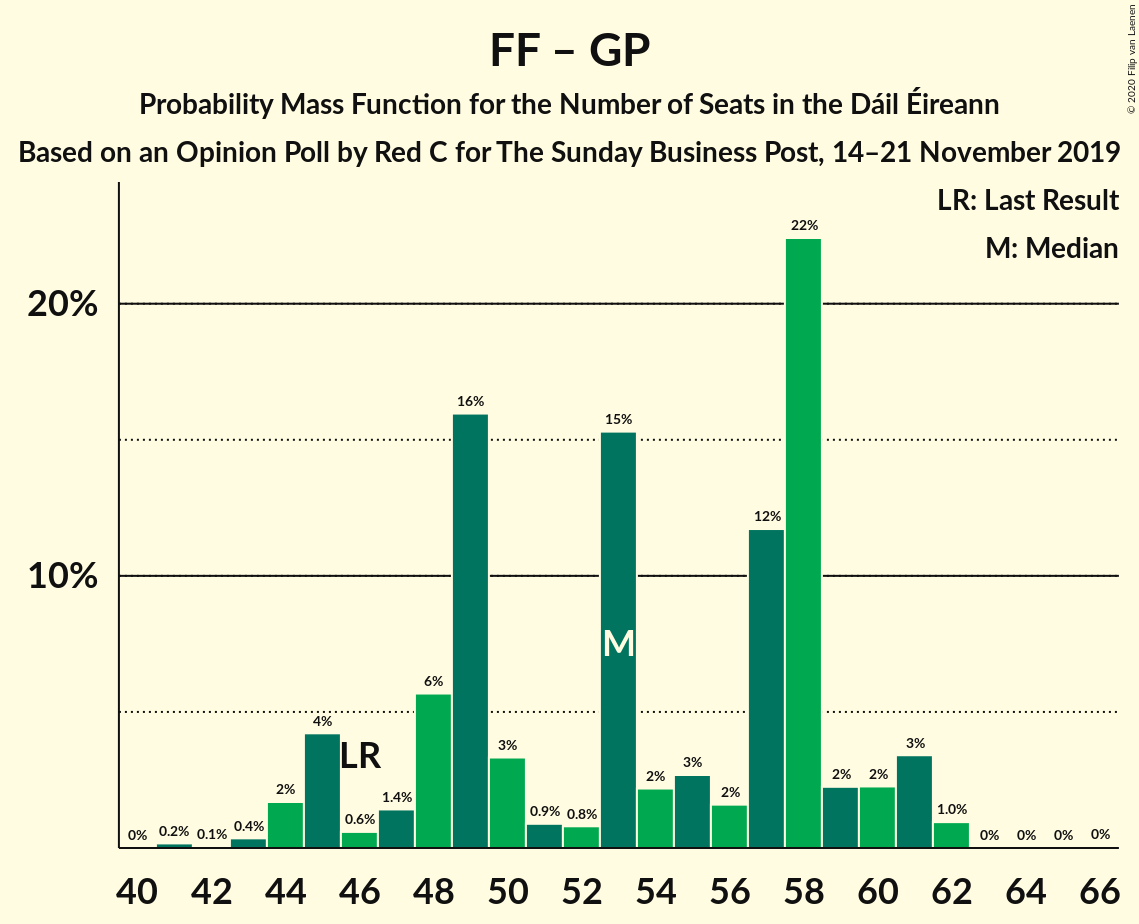 FF – GP
Probability Mass Function for the Number of Seats in the Dáil Éireann
Based on an Opinion Poll by Red C for The Sunday Business Post, 14–21 November 2019
© 2020 Filip van Laenen
LR: Last Result
M: Median
20%
10%
0% 0.2% 0.1% 0.4% 2% 4% 0.6% 1.4% 6% 16% 3% 0.9% 0.8% 15% 2% 3% 2% 12% 22% 2% 2% 3% 1.0% 0% 0% 0% 0%
LR
M
40 42 44 46 48 50 52 54 56 58 60 62 64 66